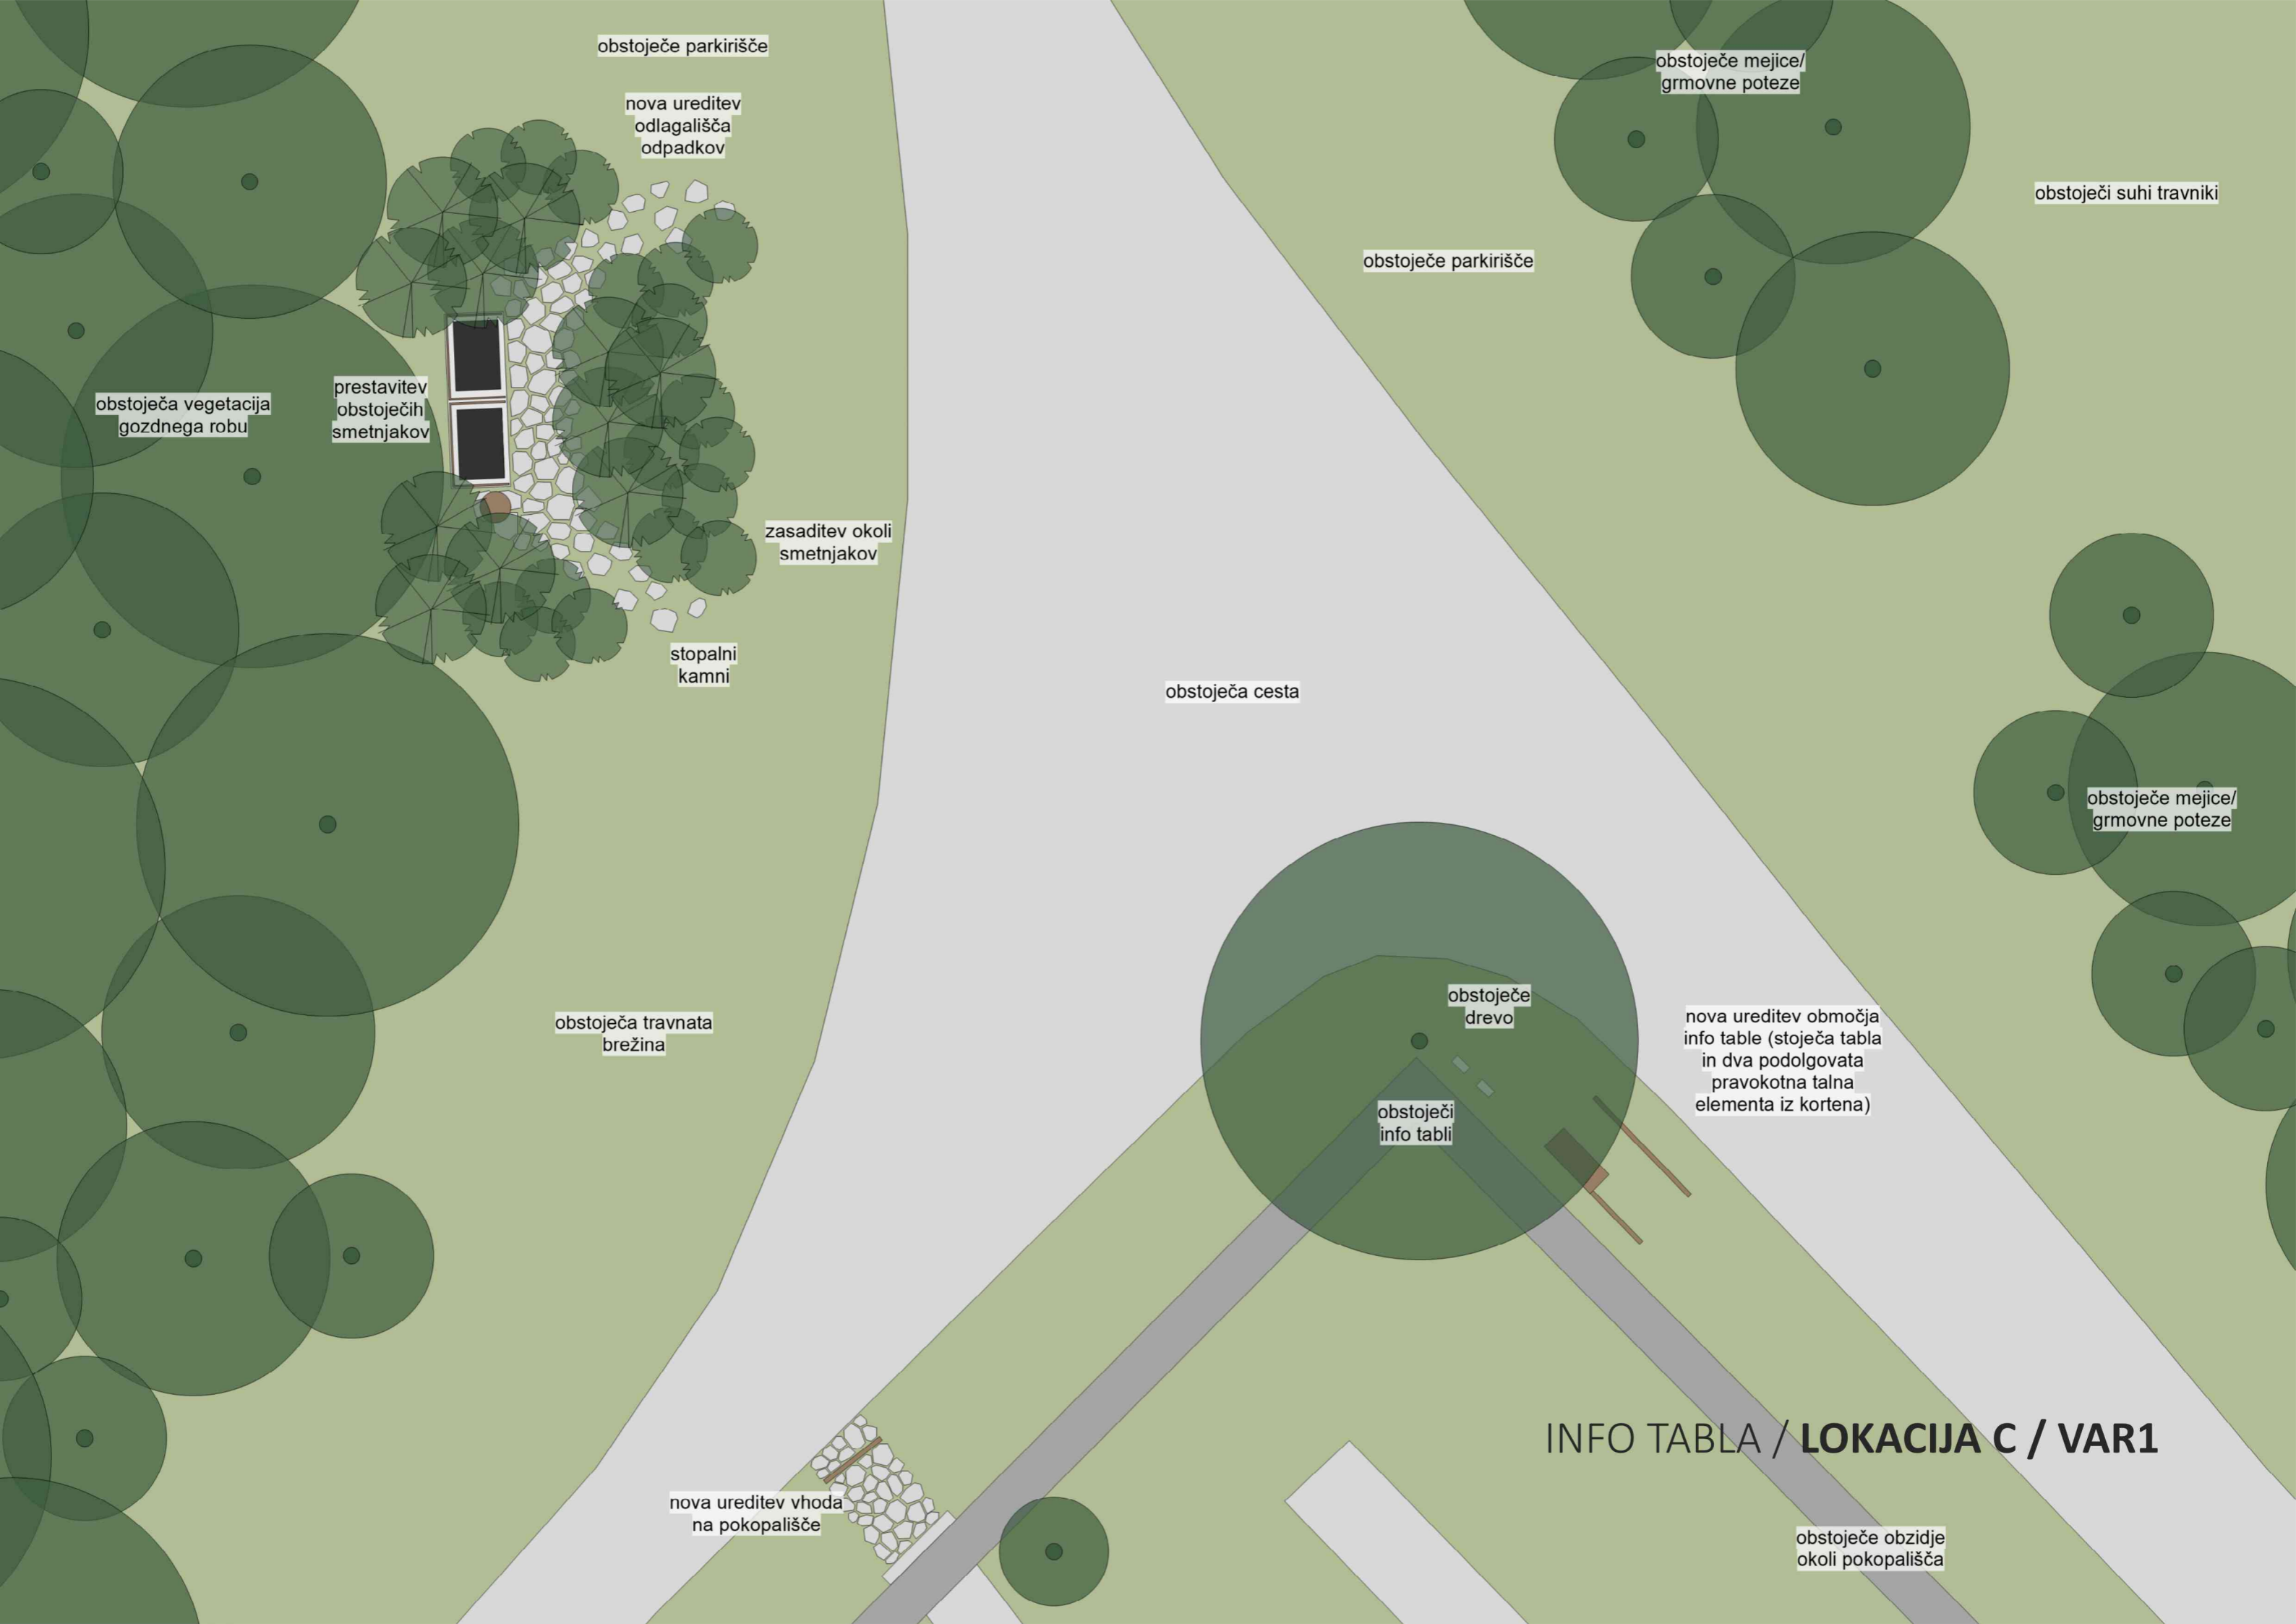 obstoječe parkirišče
nova ureditev
odlagališča
odpadkov
obstoječe mejice/
grmovne poteze
obstoječi suhi travniki
obstoječe parkirišče
obstoječa vegetacija
gozdnega robu
prestavitev
obstoječih
smetnjakov
zasaditev okoli
smetnjakov
stopalni
kamni
obstoječa cesta
obstoječe mejice/
grmovne poteze
obstoječa travnata
brežina
obstoječe
drevo
nova ureditev območja
info table (stoječa tabla
in dva podolgovata
pravokotna talna
elementa iz kortena)
obstoječi
info tabli
INFO TABLA / LOKACIJA C / VAR1
nova ureditev vhoda
na pokopališče
obstoječe obzidje
okoli pokopališča